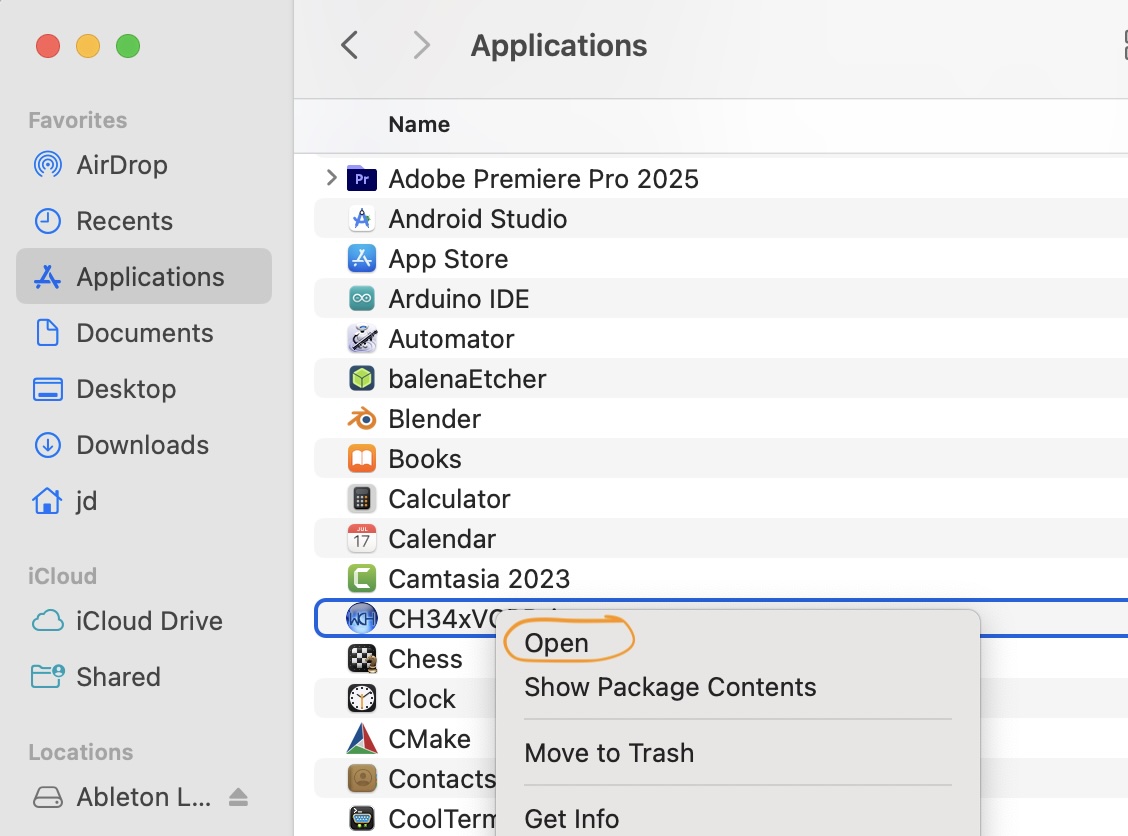 Applications
Favorites
AirDrop
Recents
Applications
Documents
Desktop
Downloads
jd
iCloud
iCloud Drive
Shared
Locations
Ableton L...
Name
Pr Adobe Premiere Pro 2025
Android Studio
App Store
Arduino IDE
Automator
balenaEtcher
Blender
Books
Calculator
JUL 17 Calendar
Camtasia 2023
WCH
Chess
Clock
CMake
Contacts
CoolTerm
Open
Show Package Contents
Move to Trash
Get Info